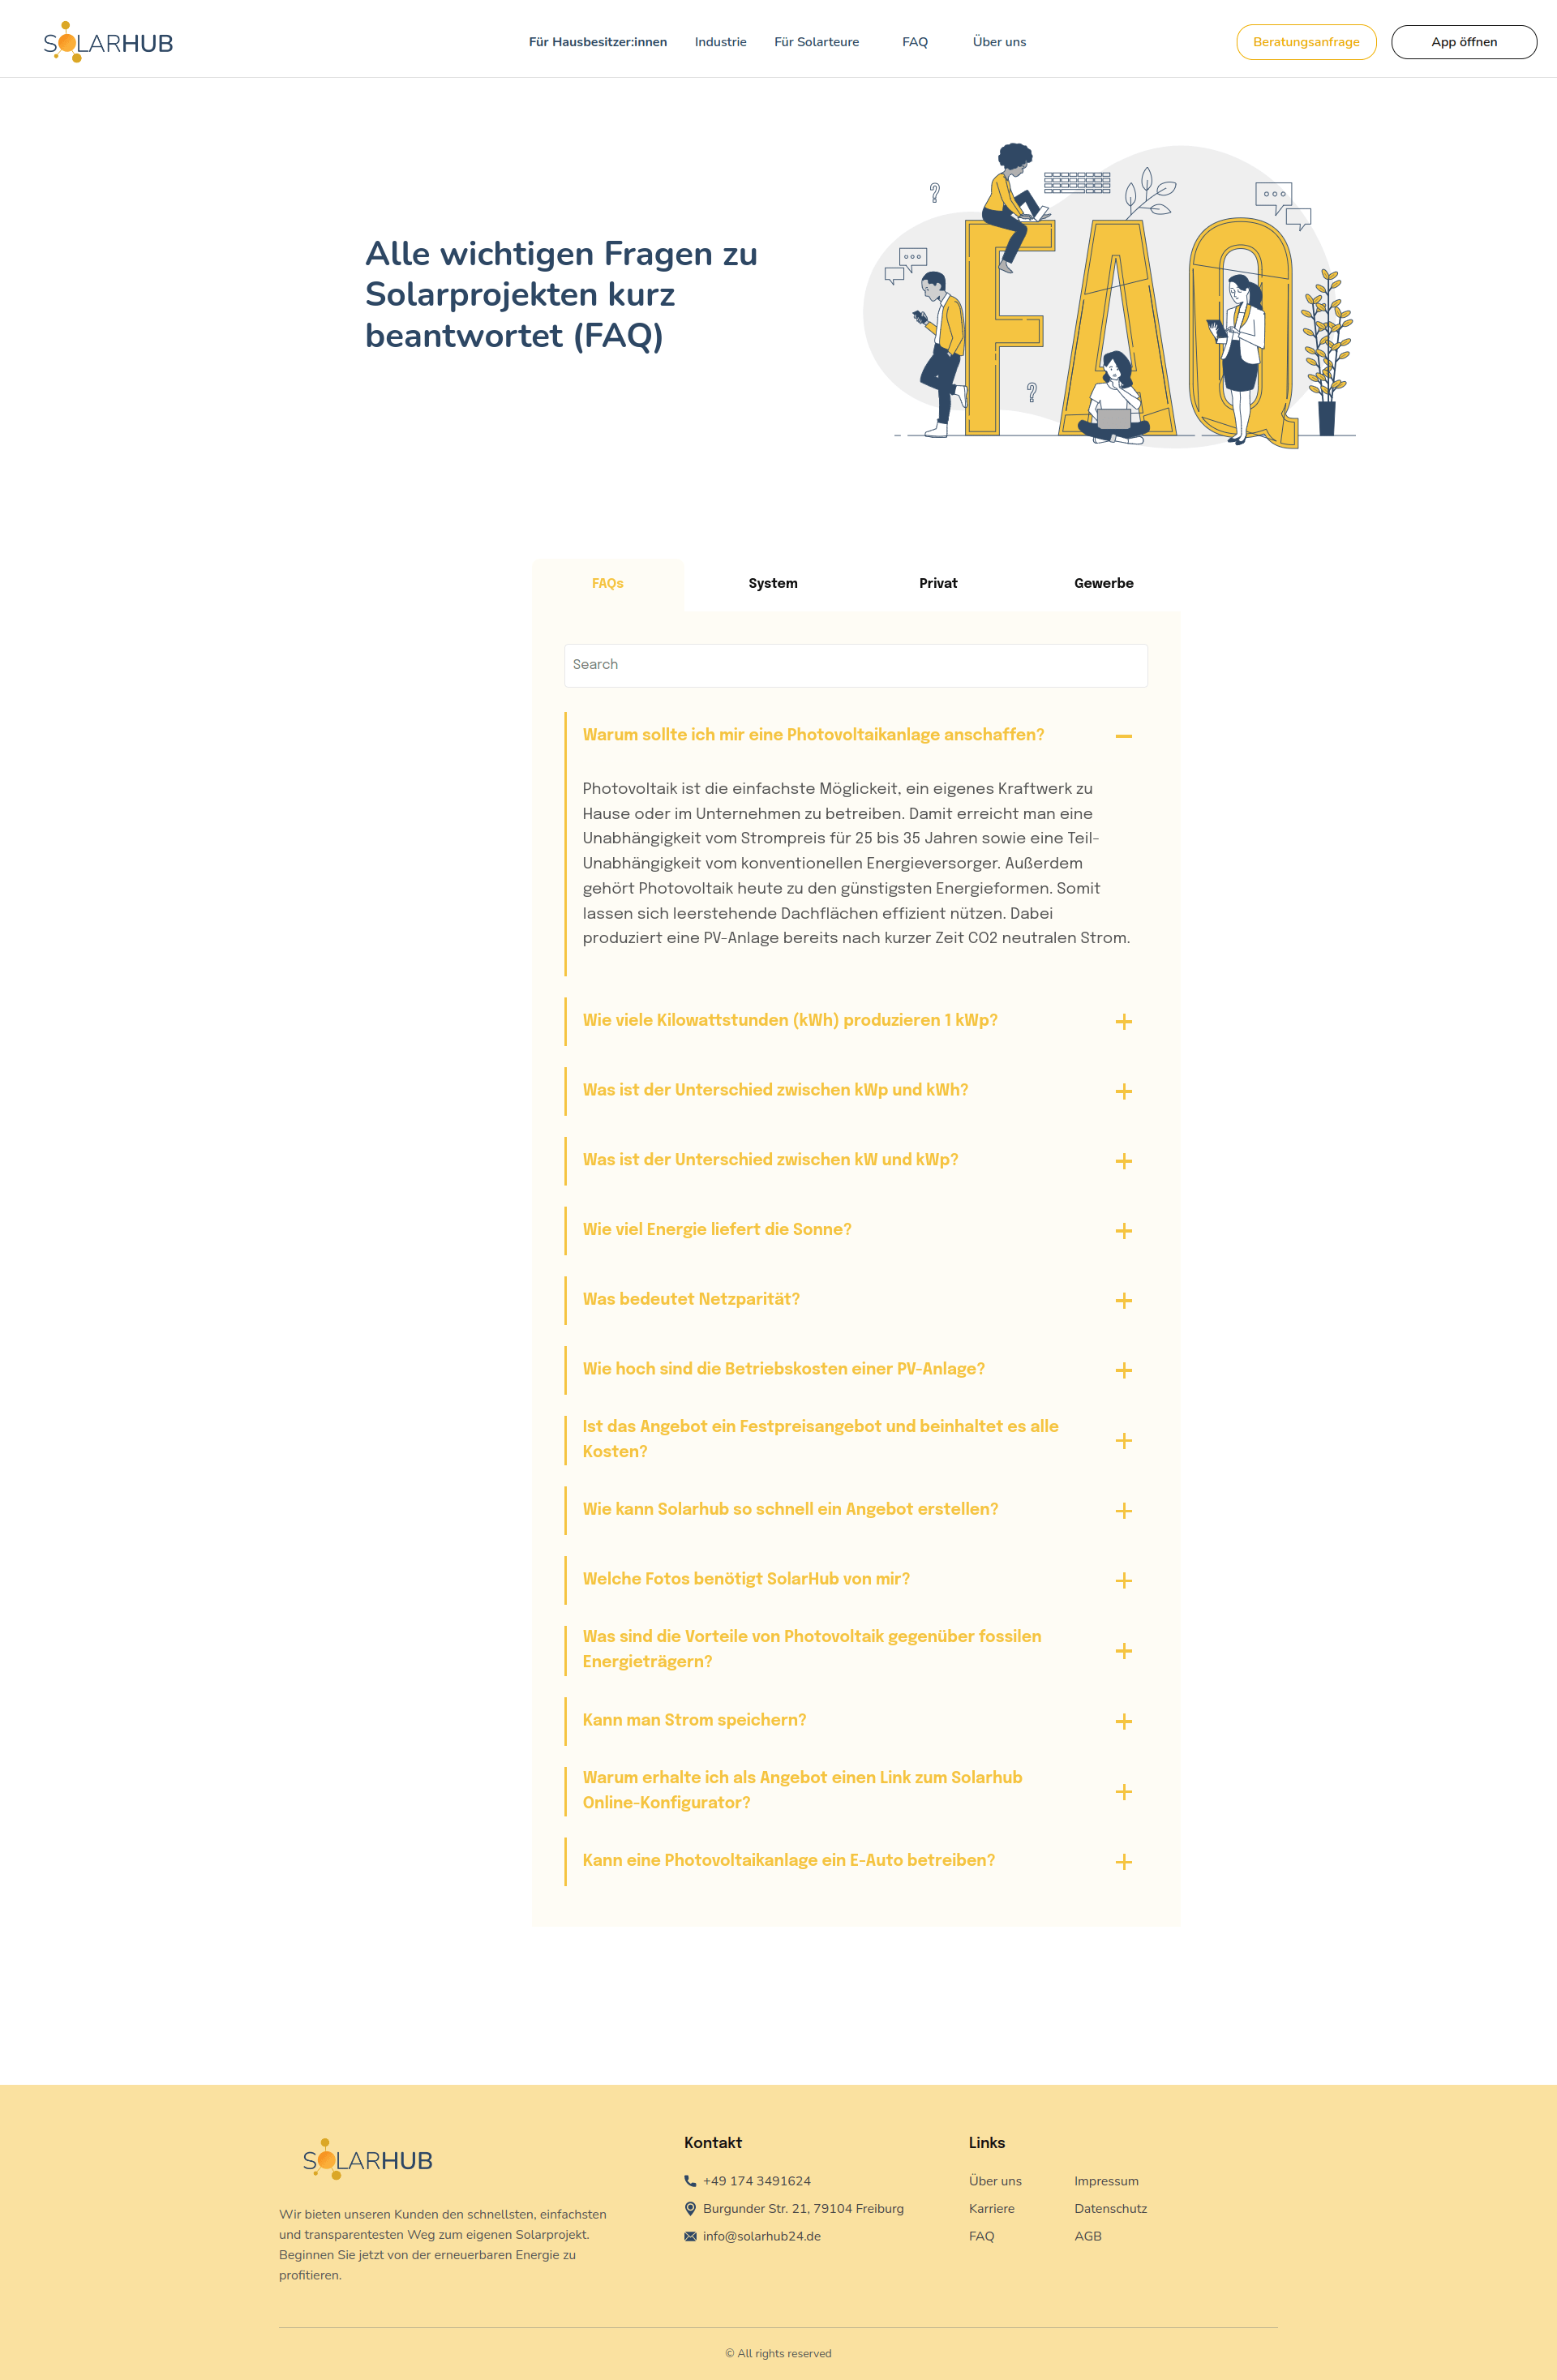 SOLARHUB
Für Hausbesitzer:innen
Industrie
Für Solarteure
FAQ
Über uns
Beratungsanfrage
App öffnen
Alle wichtigen Fragen zu
Solarprojekten kurz
beantwortet (FAQ)
?
?
FAQ
FAQs
System
Privat
Gewerbe
Search
Warum sollte ich mir eine Photovoltaikanlage anschaffen?
Photovoltaik ist die einfachste Möglickeit, ein eigenes Kraftwerk zu
Hause oder im Unternehmen zu betreiben. Damit erreicht man eine
Unabhängigkeit vom Strompreis für 25 bis 35 Jahren sowie eine Teil-
Unabhängigkeit vom konventionellen Energieversorger. Außerdem
gehört Photovoltaik heute zu den günstigsten Energieformen. Somit
lassen sich leerstehende Dachflächen effizient nützen. Dabei
produziert eine PV-Anlage bereits nach kurzer Zeit CO2 neutralen Strom.
Wie viele Kilowattstunden (kWh) produzieren 1 kWp?
Was ist der Unterschied zwischen kWp und kWh?
Was ist der Unterschied zwischen kW und kWp?
Wie viel Energie liefert die Sonne?
Was bedeutet Netzparität?
Wie hoch sind die Betriebskosten einer PV-Anlage?
Ist das Angebot ein Festpreisangebot und beinhaltet es alle
Kosten?
Wie kann Solarhub so schnell ein Angebot erstellen?
Welche Fotos benötigt SolarHub von mir?
Was sind die Vorteile von Photovoltaik gegenüber fossilen
Energieträgern?
Kann man Strom speichern?
Warum erhalte ich als Angebot einen Link zum Solarhub
Online-Konfigurator?
Kann eine Photovoltaikanlage ein E-Auto betreiben?
SOLARHUB
Wir bieten unseren Kunden den schnellsten, einfachsten
und transparentesten Weg zum eigenen Solarprojekt.
Beginnen Sie jetzt von der erneuerbaren Energie zu
profitieren.
Kontakt
+49 174 3491624
Burgunder Str. 21, 79104 Freiburg
info@solarhub24.de
Links
Über uns
Karriere
FAQ
Impressum
Datenschutz
AGB
© All rights reserved